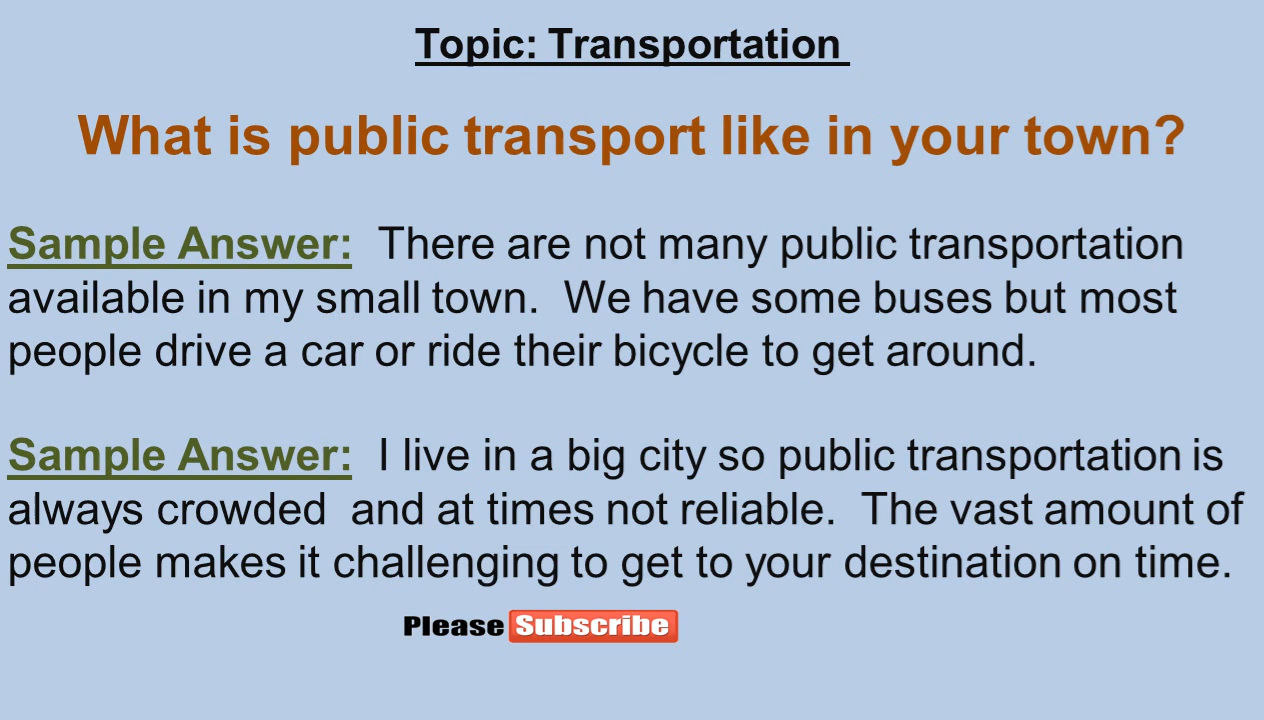 Topic: Transportation
What is public transport like in your town?
Sample Answer: There are not many public transportation
available in my small town. We have some buses but most
people drive a car or ride their bicycle to get around.
Sample Answer: I live in a big city so public transportation is
always crowded and at times not reliable. The vast amount of
people makes it challenging to get to your destination on time.
Please Subscribe